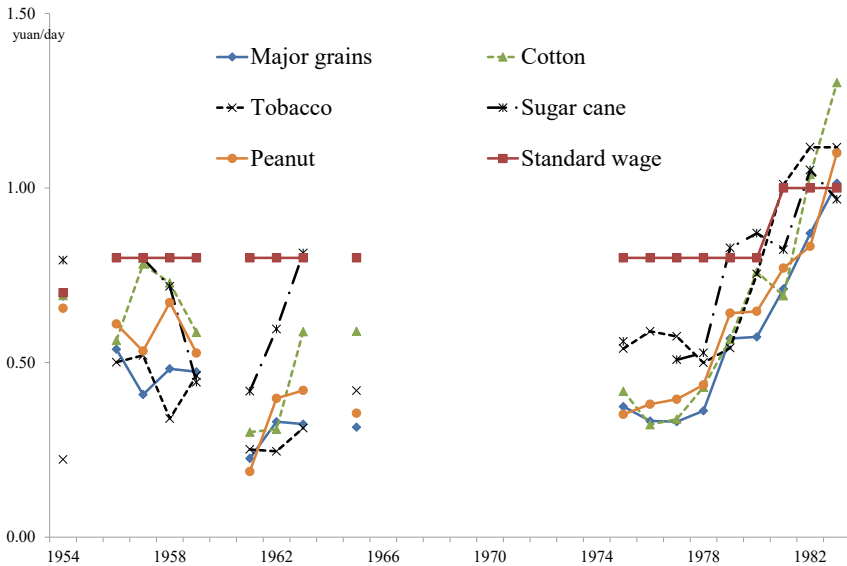 1.50
yuan/day
Major grains
Cotton
Tobacco
Sugar cane
Peanut
Standard wage
1.00
0.50
0.00
1954 1958 1962 1966 1970 1974 1978 1982